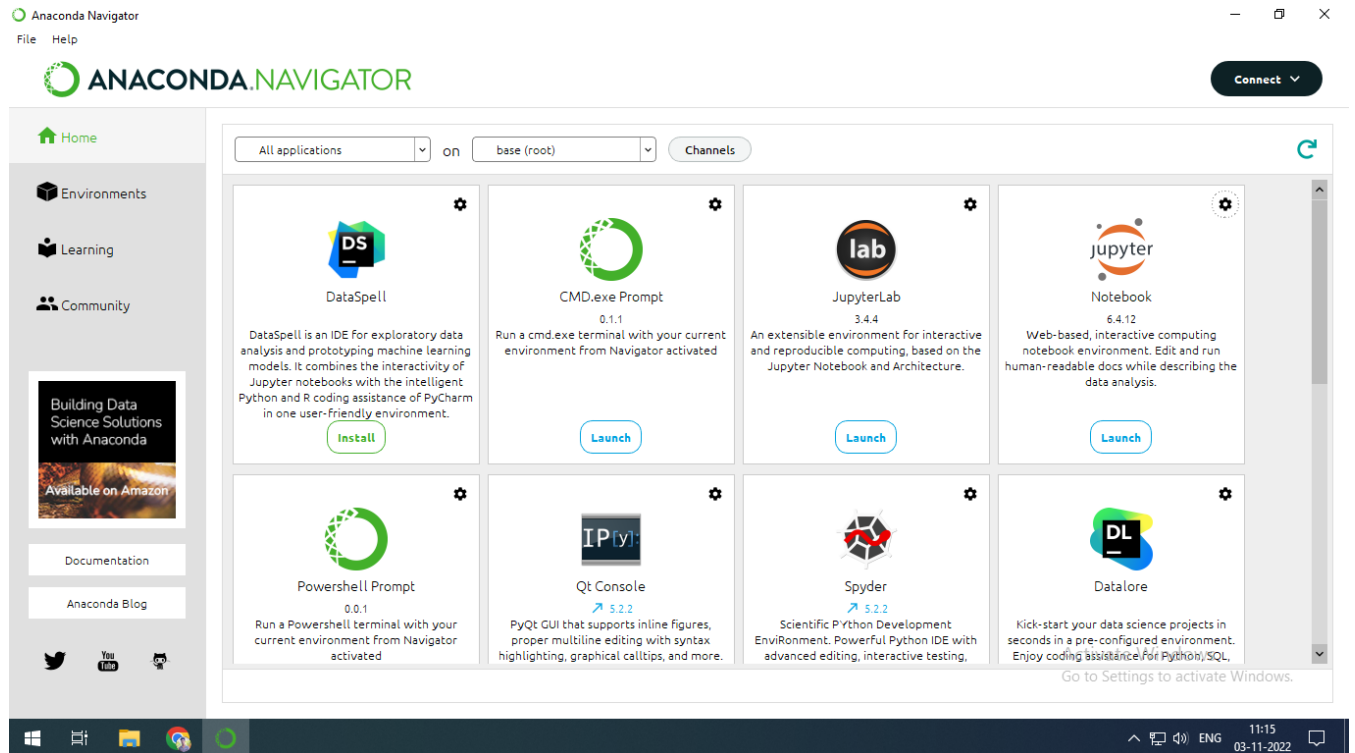 Anaconda Navigator
File Help
ANACONDA.NAVIGATOR
Connect
Home
Environments
Learning
Community
Building Data
Science Solutions
with Anaconda
Available on Amazon
Documentation
Anaconda Blog
You
Tube
All applications on base (root) Channels
DS
DataSpell
DataSpell is an IDE for exploratory data
analysis and prototyping machine learning
models. It combines the interactivity of
Jupyter notebooks with the intelligent
Python and R coding assistance of PyCharm
in one user-friendly environment.
Install
CMD.exe Prompt
0.1.1
Run a cmd.exe terminal with your current
environment from Navigator activated
Launch
lab
JupyterLab
3.4.4
An extensible environment for interactive
and reproducible computing, based on the
Jupyter Notebook and Architecture.
Launch
jupyter
Notebook
6.4.12
Web-based, interactive computing
notebook environment. Edit and run
human-readable docs while describing the
data analysis.
Launch
Powershell Prompt
0.0.1
Run a Powershell terminal with your
current environment from Navigator
activated
IP[y]:
Qt Console
5.2.2
PyQt GUI that supports inline figures,
proper multiline editing with syntax
highlighting, graphical calltips, and more.
Spyder
5.2.2
Scientific PYthon Development
EnviRonment. Powerful Python IDE with
advanced editing, interactive testing,
DL
Datalore
Kick-start your data science projects in
seconds in a pre-configured environment.
Enjoy coding assistance for Python, SQL,
Activate Windows
Go to Settings to activate Windows.
ENG
11:15
03-11-2022